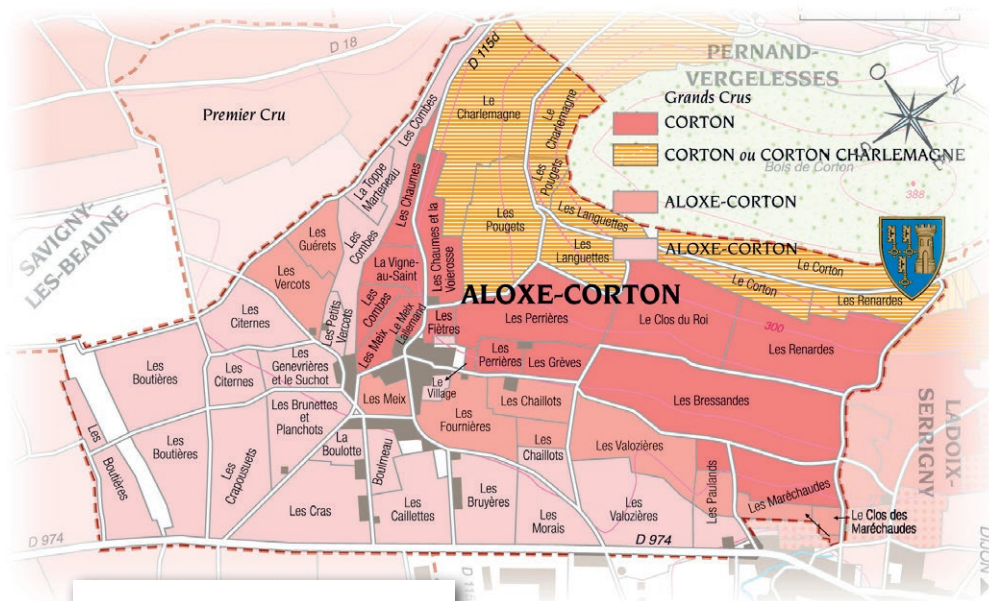 D 18
D 115d
PERNAND-
VERGELESSES
Premier Cru
Grands Crus
CORTON
CORTON ou CORTON CHARLEMAGNE
Bois de Corton
388
ALOXE-CORTON
ALOXE-CORTON
O
N
S
E
SAVIGNY-
LES-BEAUNE
Les Combes
La Toppe
Marteneau
Les Chaumes
Le
Charlemagne
Le
Charlemagne
Les
Pougets
Les
Pougets
Les Languettes
Les
Languettes
Le Corton
Le Corton
Les Renardes
Les
Guérets
Les
Vercots
Les Combes
Les Chaumes et la
Voierosse
La Vigne-
au-Saint
Les
Combes
Les Petits
Vercots
Les Meix
Le Meix
Lallemand
ALOXE-CORTON
Les
Fiètres
Les Perrières
Le Clos du Roi
300
Les Renardes
Les
Citernes
Les
Perrières
Les Grèves
Les
Boutières
Les
Citernes
Les
Genevrières
et le Suchot
Le
Village
Les Meix
Les Chaillots
Les Bressandes
Les
Fournières
Les Brunettes
et
Planchots
La
Boulotte
Boulmeau
Les
Chaillots
Les Valozières
Les Paulands
Les Maréchaudes
Le Clos des
Maréchaudes
LADOIX-
SERRIGNY
Les
Boutières
Les
Boutières
Les
Crapousuets
Les Cras
Les
Caillettes
Les
Bruyères
Les
Morais
Les
Valozières
D 974
D 974
DIJON